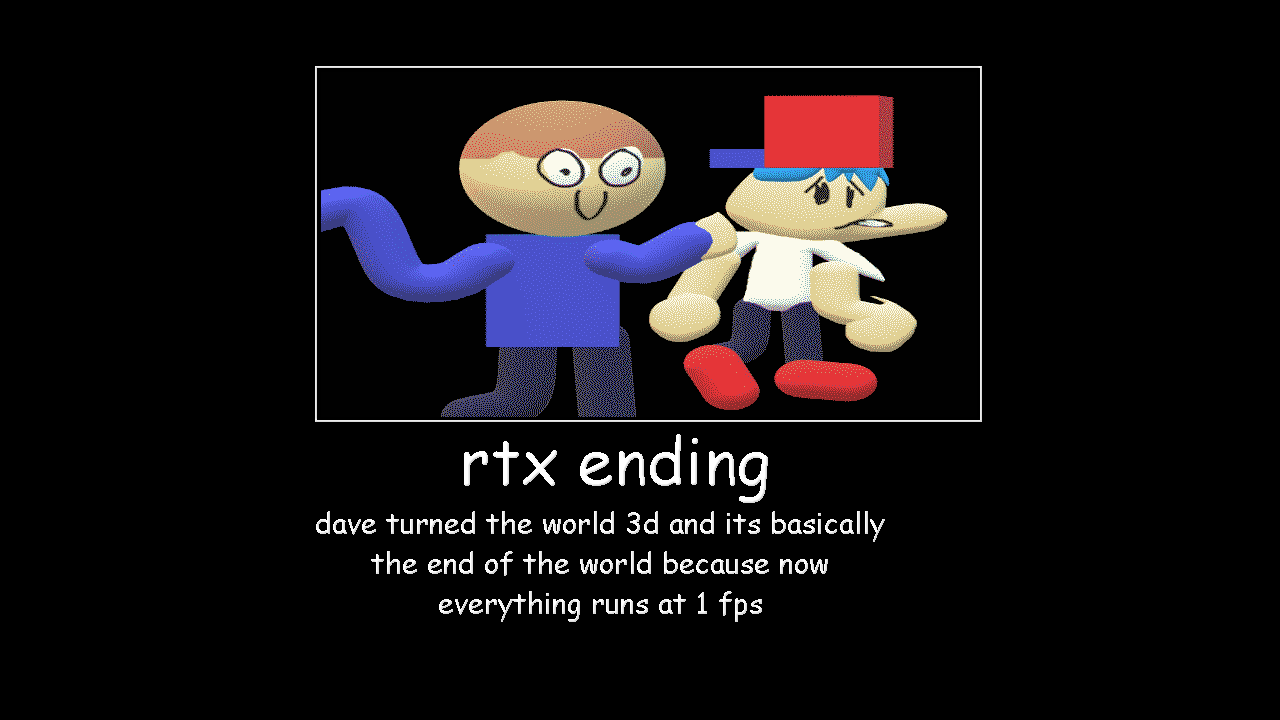 rtx ending
dave turned the world 3d and its basically
the end of the world because now
everything runs at 1 fps